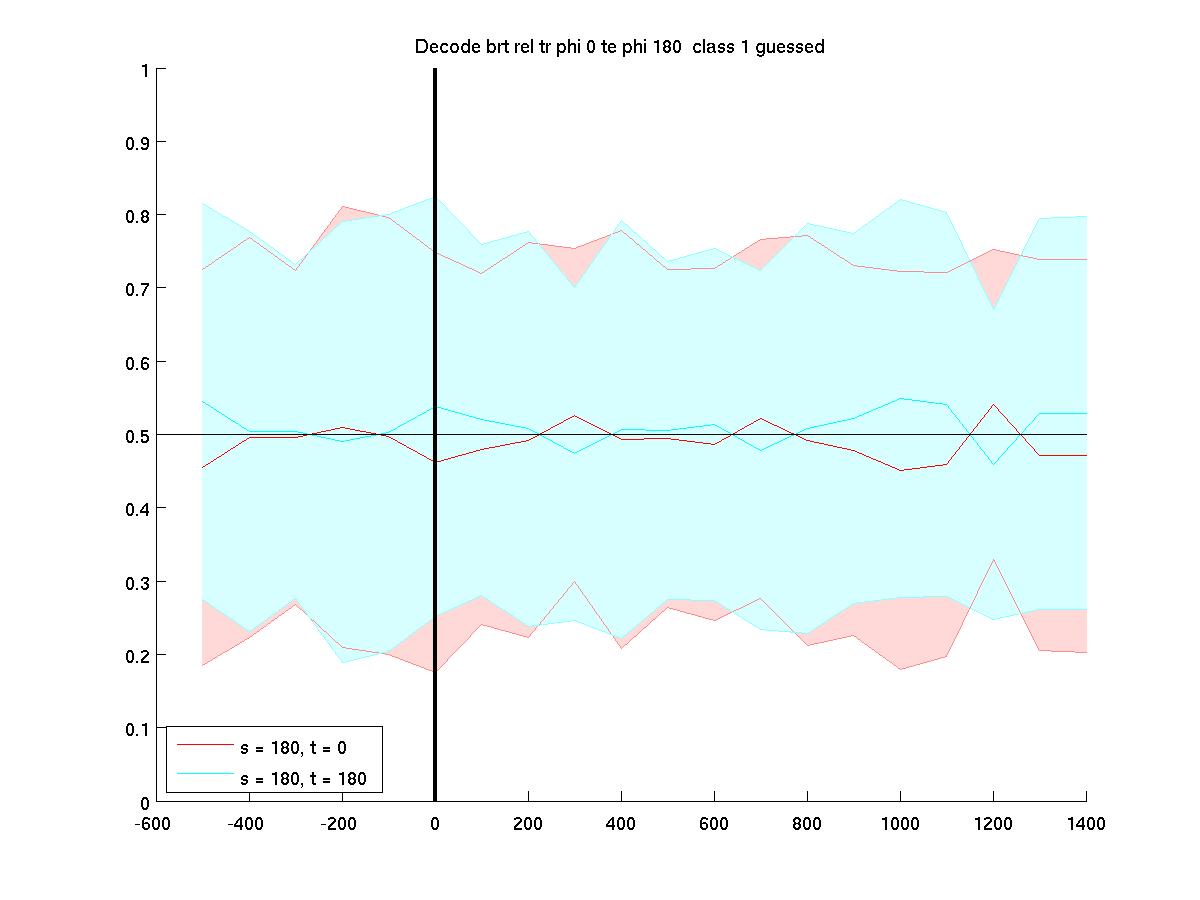 Decode brt rel tr phi 0 te phi 180  class 1 guessed
1
0.9
0.8
0.7
0.6
0.5
0.4
0.3
0.2
0.1
0
s = 180, t = 0
s = 180, t = 180
-600 -400 -200 0 200 400 600 800 1000 1200 1400